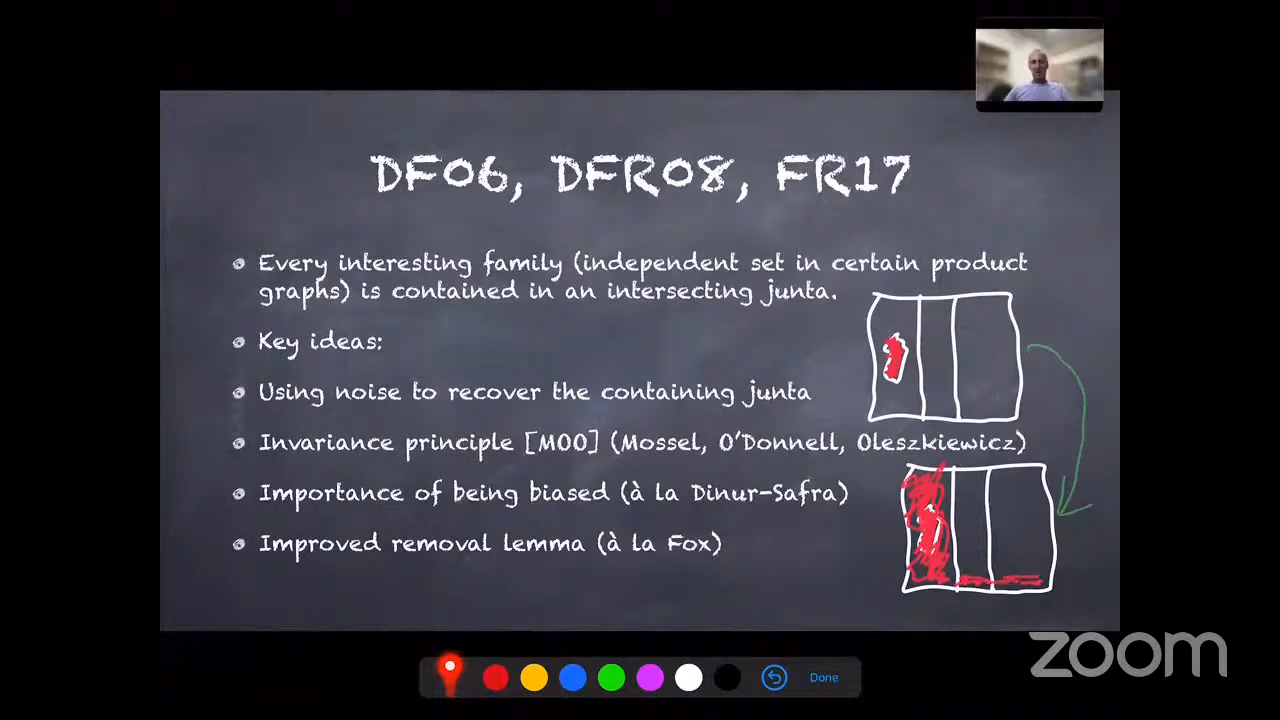 DF06, DFR08, FR17
Every interesting family (independent set in certain product
graphs) is contained in an intersecting junta.
Key ideas:
Using noise to recover the containing junta
Invariance principle [MOO] (Mossel, O'Donnell, Oleszkiewicz)
Importance of being biased (à la Dinur-Safra)
Improved removal lemma (à la Fox)
zoom
Done